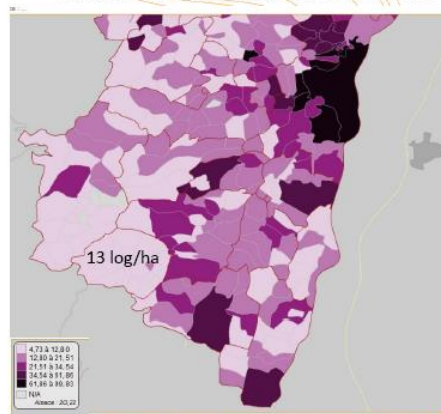 13 log/ha
4,73 à 12,80
12,80 à 21,51
21,51 à 34,54
34,54 à 61,86
61,86 à 99,83
N/A
Alsace : 20,22